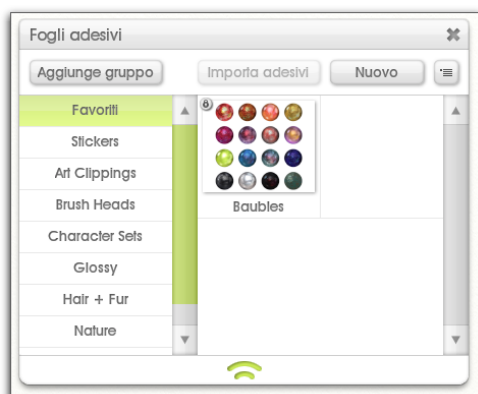 Fogli adesivi
Aggiunge gruppo
Importa adesivi
Nuovo
Favoriti
Stickers
Art Clippings
Brush Heads
Character Sets
Glossy
Hair + Fur
Nature
8
Baubles